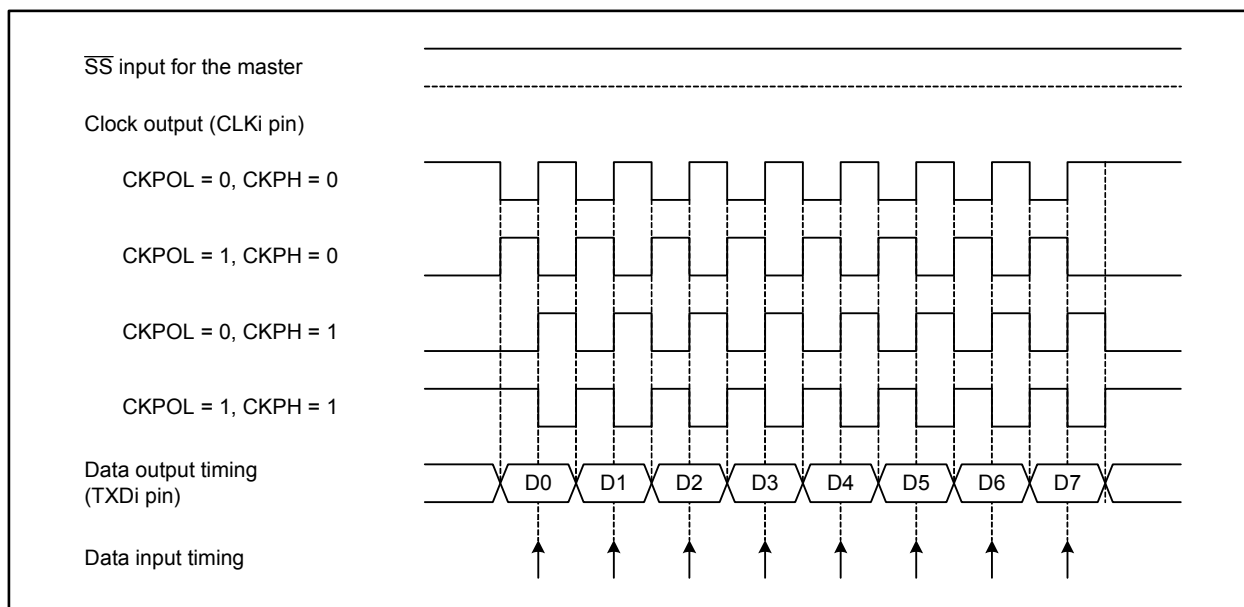 S̅S̅ input for the master
Clock output (CLKi pin)
CKPOL = 0, CKPH = 0
CKPOL = 1, CKPH = 0
CKPOL = 0, CKPH = 1
CKPOL = 1, CKPH = 1
Data output timing
(TXDi pin)
D0 D1 D2 D3 D4 D5 D6 D7
Data input timing